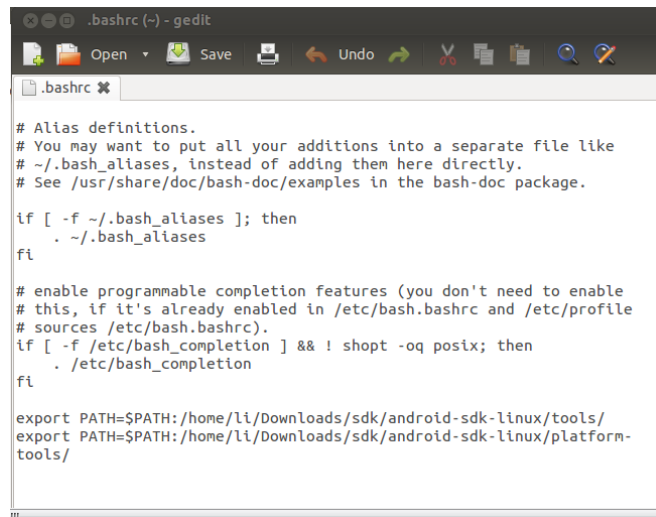 .bashrc (~) - gedit
Open Save Undo
.bashrc
# Alias definitions.
# You may want to put all your additions into a separate file like
# ~/.bash_aliases, instead of adding them here directly.
# See /usr/share/doc/bash-doc/examples in the bash-doc package.
if [ -f ~/.bash_aliases ]; then
    . ~/.bash_aliases
fi
# enable programmable completion features (you don't need to enable
# this, if it's already enabled in /etc/bash.bashrc and /etc/profile
# sources /etc/bash.bashrc).
if [ -f /etc/bash_completion ] && ! shopt -oq posix; then
    . /etc/bash_completion
fi
export PATH=$PATH:/home/li/Downloads/sdk/android-sdk-linux/tools/
export PATH=$PATH:/home/li/Downloads/sdk/android-sdk-linux/platform-
tools/